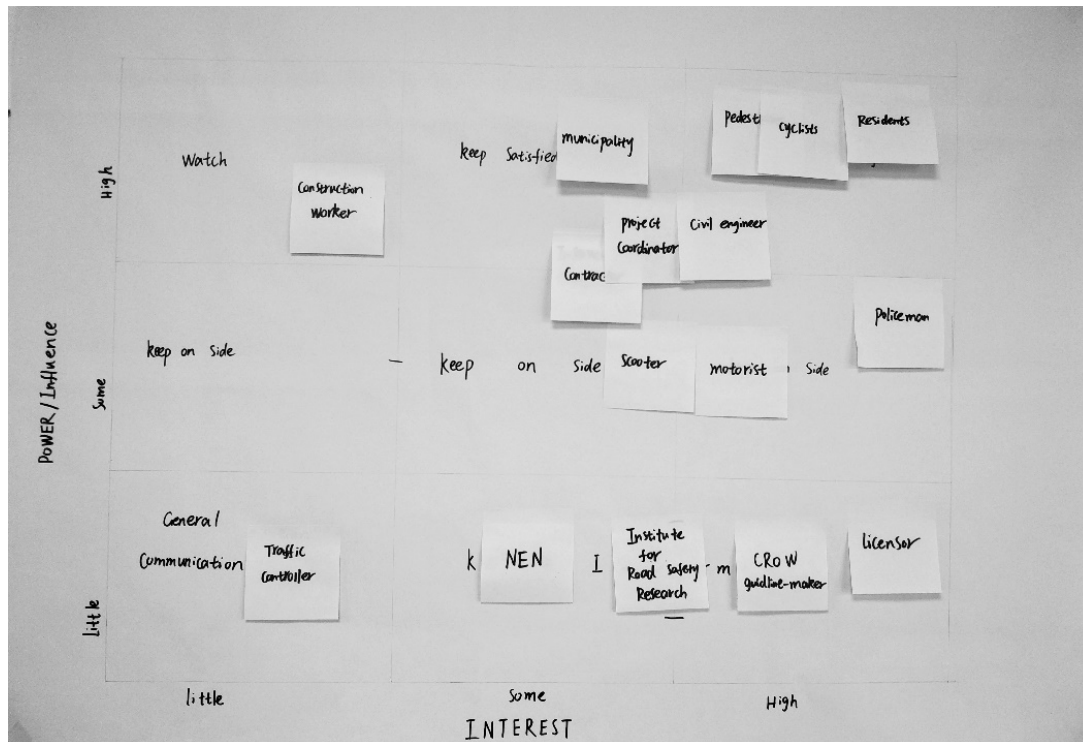 POWER/Influence
High
Some
little
Watch
Construction
Worker
keep Satisfied
municipality
Pedest
Cyclists
Residents
project
Coordinator
Civil engineer
Contrac
keep on Side
keep on Side
Scooter
motorist
Side
policeman
General
Communication
Traffic
Controller
k
NEN
I
Institute
for
Road Safety
Research
m
CROW
guidline-maker
licensor
little
Some
High
INTEREST